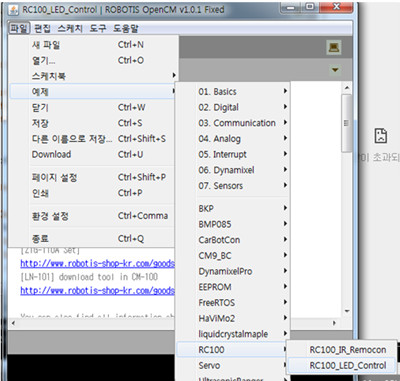 RC100_LED_Control | ROBOTIS OpenCM v1.0.1 Fixed
파일 편집 스케치 도구 도움말
새 파일 Ctrl+N
열기... Ctrl+O
스케치북
예제
닫기 Ctrl+W
저장 Ctrl+S
다른 이름으로 저장... Ctrl+Shift+S
Download Ctrl+U
페이지 설정 Ctrl+Shift+P
인쇄 Ctrl+P
환경 설정 Ctrl+Comma
종료 Ctrl+Q
01. Basics
02. Digital
03. Communication
04. Analog
05. Interrupt
06. Dynamixel
07. Sensors
BKP
BMP085
CarBotCon
CM9_BC
DynamixelPro
EEPROM
FreeRTOS
HaViMo2
liquidcrystalmaple
RC100
Servo
UltrasonicRanger
RC100_IR_Remocon
RC100_LED_Control
[ZIG-110A Set]
http://www.robotis-shop-kr.com/goods
[LN-101] download tool in CM-100
http://www.robotis-shop-kr.com/goods
You can also find all information ab
이 초과되